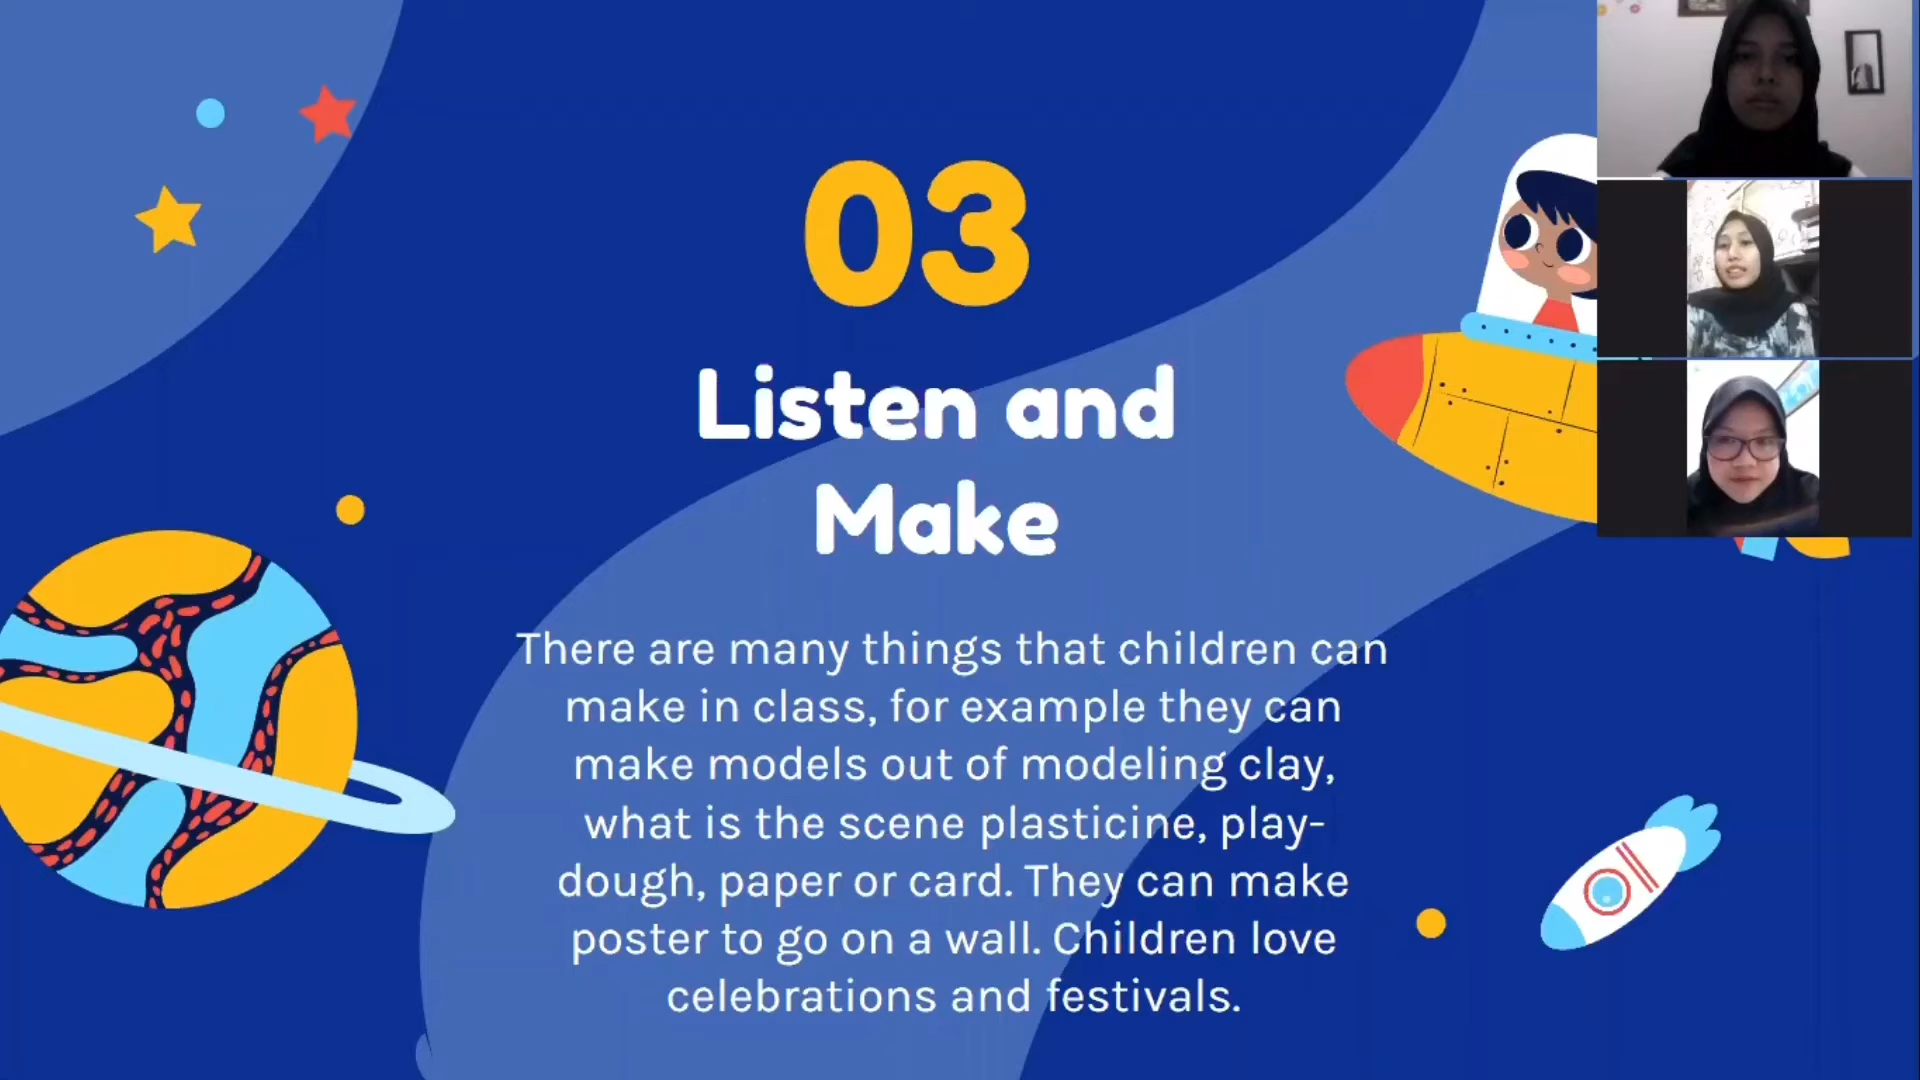 03
Listen and
Make
There are many things that children can
make in class, for example they can
make models out of modeling clay,
what is the scene plasticine, play-
dough, paper or card. They can make
poster to go on a wall. Children love
celebrations and festivals.